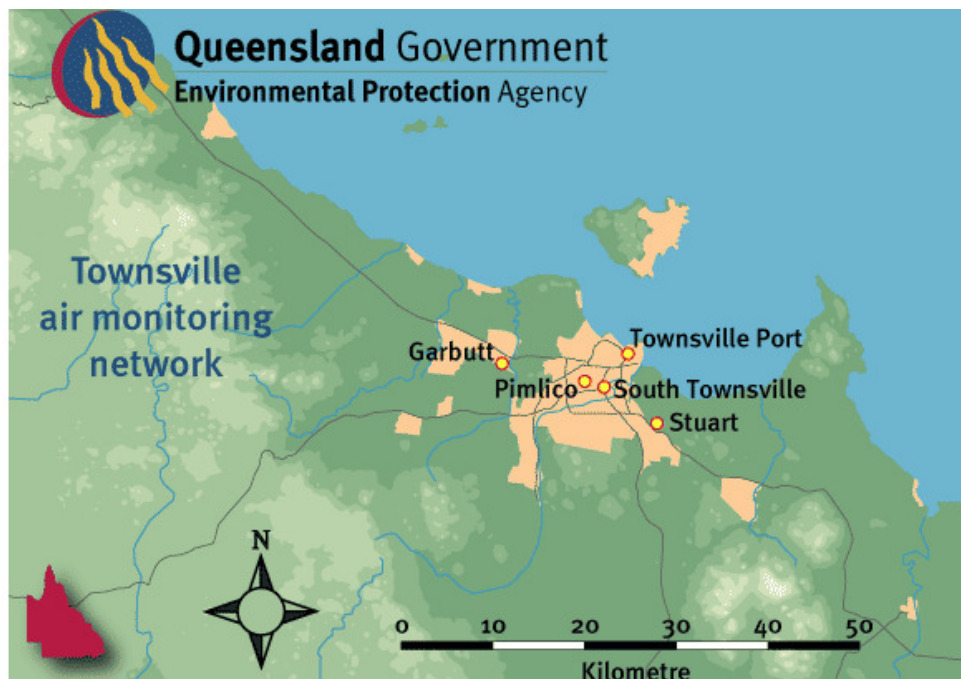 Queensland Government
Environmental Protection Agency
Townsville
air monitoring
network
Garbutt
Townsville Port
Pimlico
South Townsville
Stuart
N
0 10 20 30 40 50
Kilometre